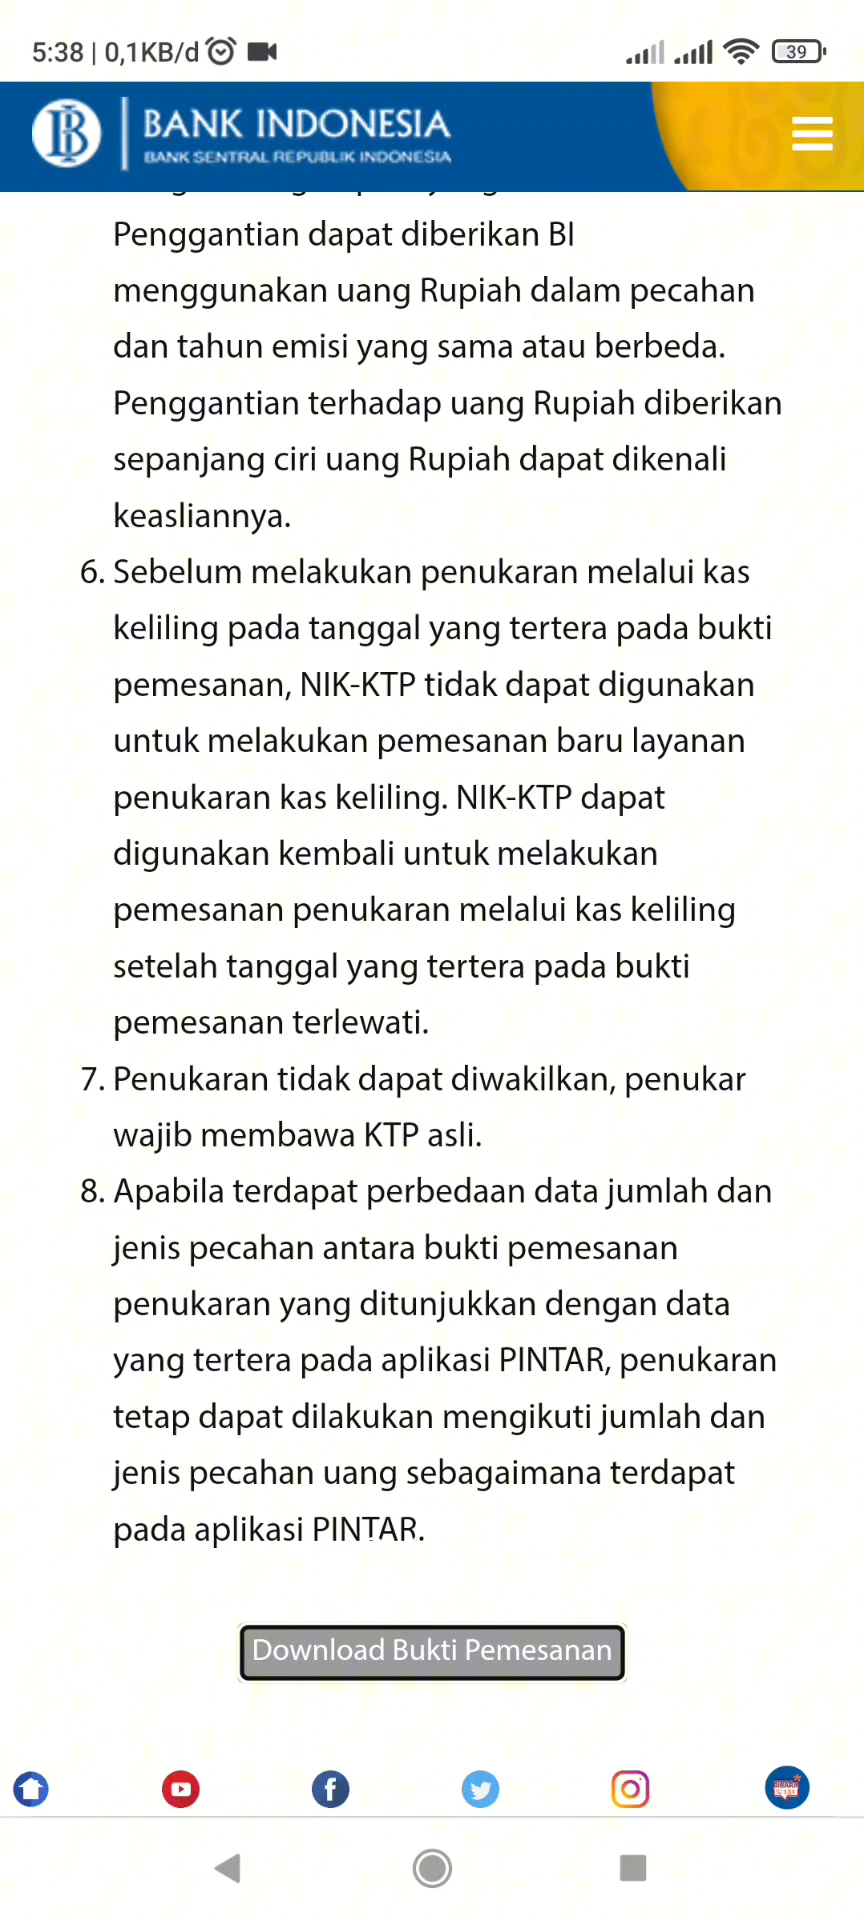 5:38 | 0,1KB/d
39
BANK INDONESIA
BANK SENTRAL REPUBLIK INDONESIA
Penggantian dapat diberikan BI
menggunakan uang Rupiah dalam pecahan
dan tahun emisi yang sama atau berbeda.
Penggantian terhadap uang Rupiah diberikan
sepanjang ciri uang Rupiah dapat dikenali
keasliannya.
6. Sebelum melakukan penukaran melalui kas
keliling pada tanggal yang tertera pada bukti
pemesanan, NIK-KTP tidak dapat digunakan
untuk melakukan pemesanan baru layanan
penukaran kas keliling. NIK-KTP dapat
digunakan kembali untuk melakukan
pemesanan penukaran melalui kas keliling
setelah tanggal yang tertera pada bukti
pemesanan terlewati.
7. Penukaran tidak dapat diwakilkan, penukar
wajib membawa KTP asli.
8. Apabila terdapat perbedaan data jumlah dan
jenis pecahan antara bukti pemesanan
penukaran yang ditunjukkan dengan data
yang tertera pada aplikasi PINTAR, penukaran
tetap dapat dilakukan mengikuti jumlah dan
jenis pecahan uang sebagaimana terdapat
pada aplikasi PINTAR.
Download Bukti Pemesanan